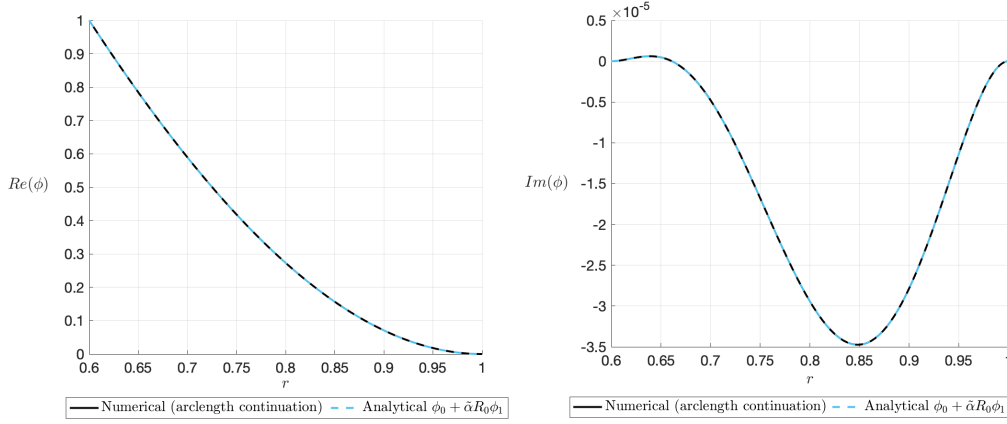 1
0.9
0.8
0.7
0.6
0.5
0.4
0.3
0.2
0.1
0
Re(ϕ)
0.6 0.65 0.7 0.75 0.8 0.85 0.9 0.95 1
r
Numerical (arclength continuation) Analytical ϕ₀ + α̃R₀ϕ₁
×10⁻⁵
0.5
0
-0.5
-1
-1.5
-2
-2.5
-3
-3.5
Im(ϕ)
0.6 0.65 0.7 0.75 0.8 0.85 0.9 0.95
r
Numerical (arclength continuation) Analytical ϕ₀ + α̃R₀ϕ₁